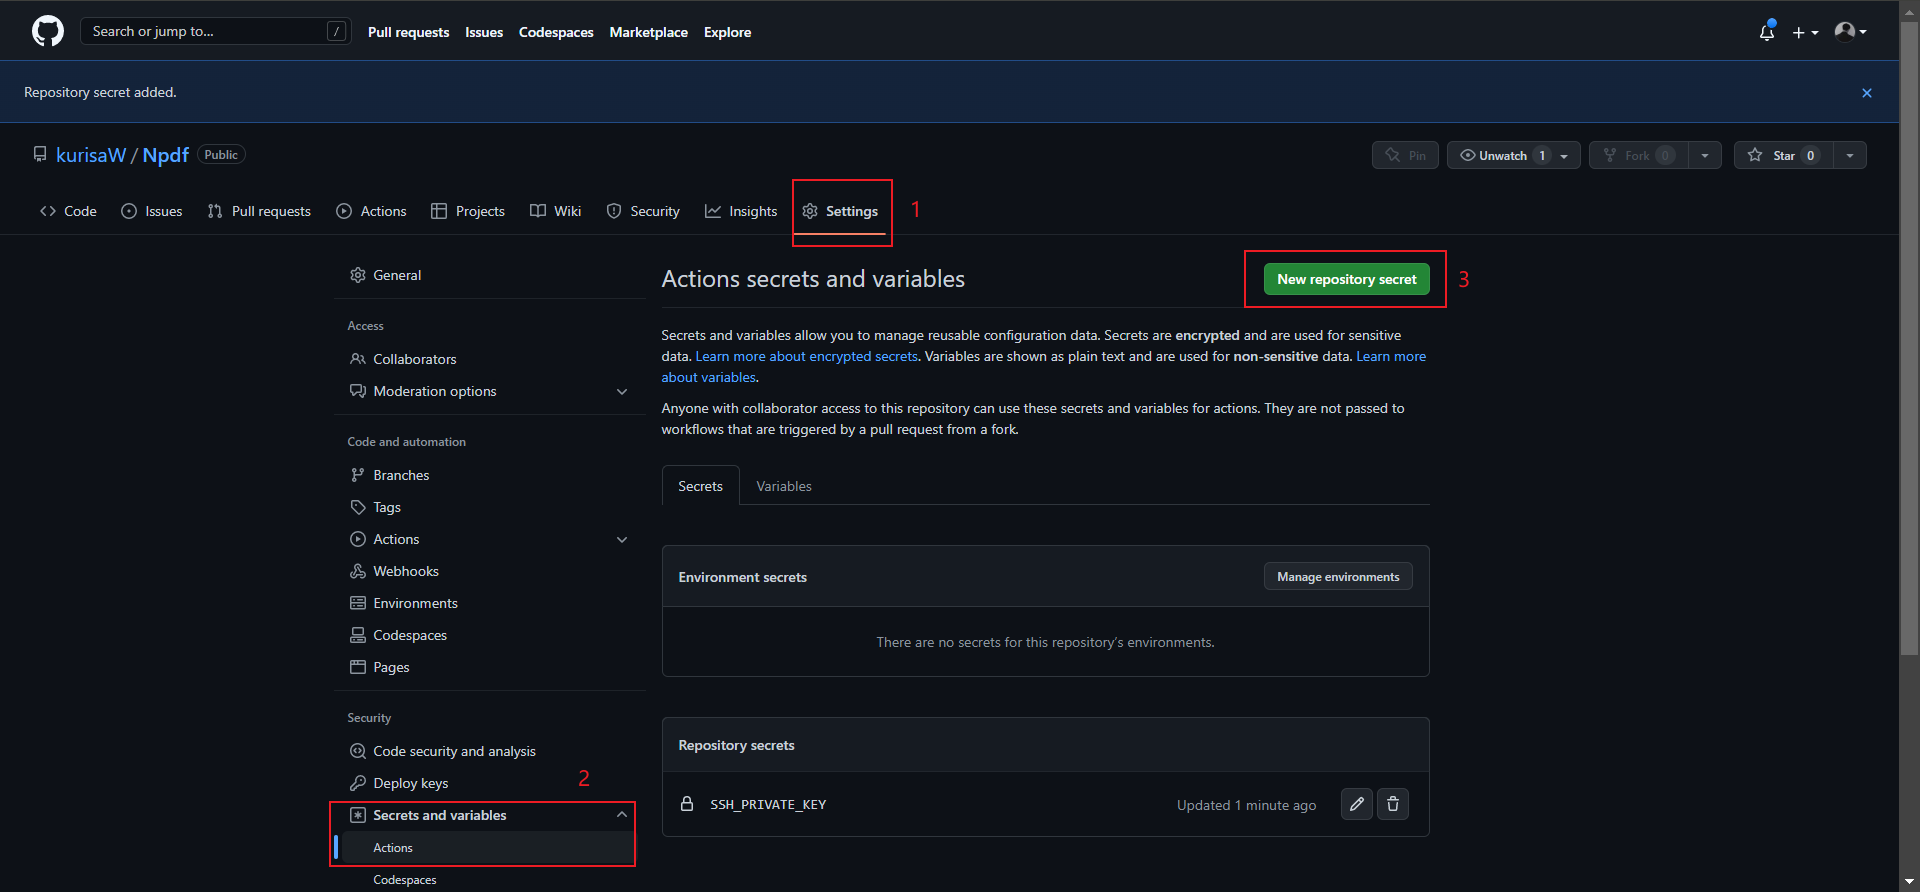 Search or jump to... / Pull requests Issues Codespaces Marketplace Explore
Repository secret added.
kurisaW / Npdf Public Pin Unwatch 1 Fork 0 Star 0
Code Issues Pull requests Actions Projects Wiki Security Insights Settings 1
General
Access
Collaborators
Moderation options
Code and automation
Branches
Tags
Actions
Webhooks
Environments
Codespaces
Pages
Security
Code security and analysis
Deploy keys
2
Secrets and variables
Actions
Codespaces
Actions secrets and variables New repository secret 3
Secrets and variables allow you to manage reusable configuration data. Secrets are encrypted and are used for sensitive
data. Learn more about encrypted secrets. Variables are shown as plain text and are used for non-sensitive data. Learn more
about variables.
Anyone with collaborator access to this repository can use these secrets and variables for actions. They are not passed to
workflows that are triggered by a pull request from a fork.
Secrets Variables
Environment secrets Manage environments
There are no secrets for this repository's environments.
Repository secrets
SSH_PRIVATE_KEY Updated 1 minute ago